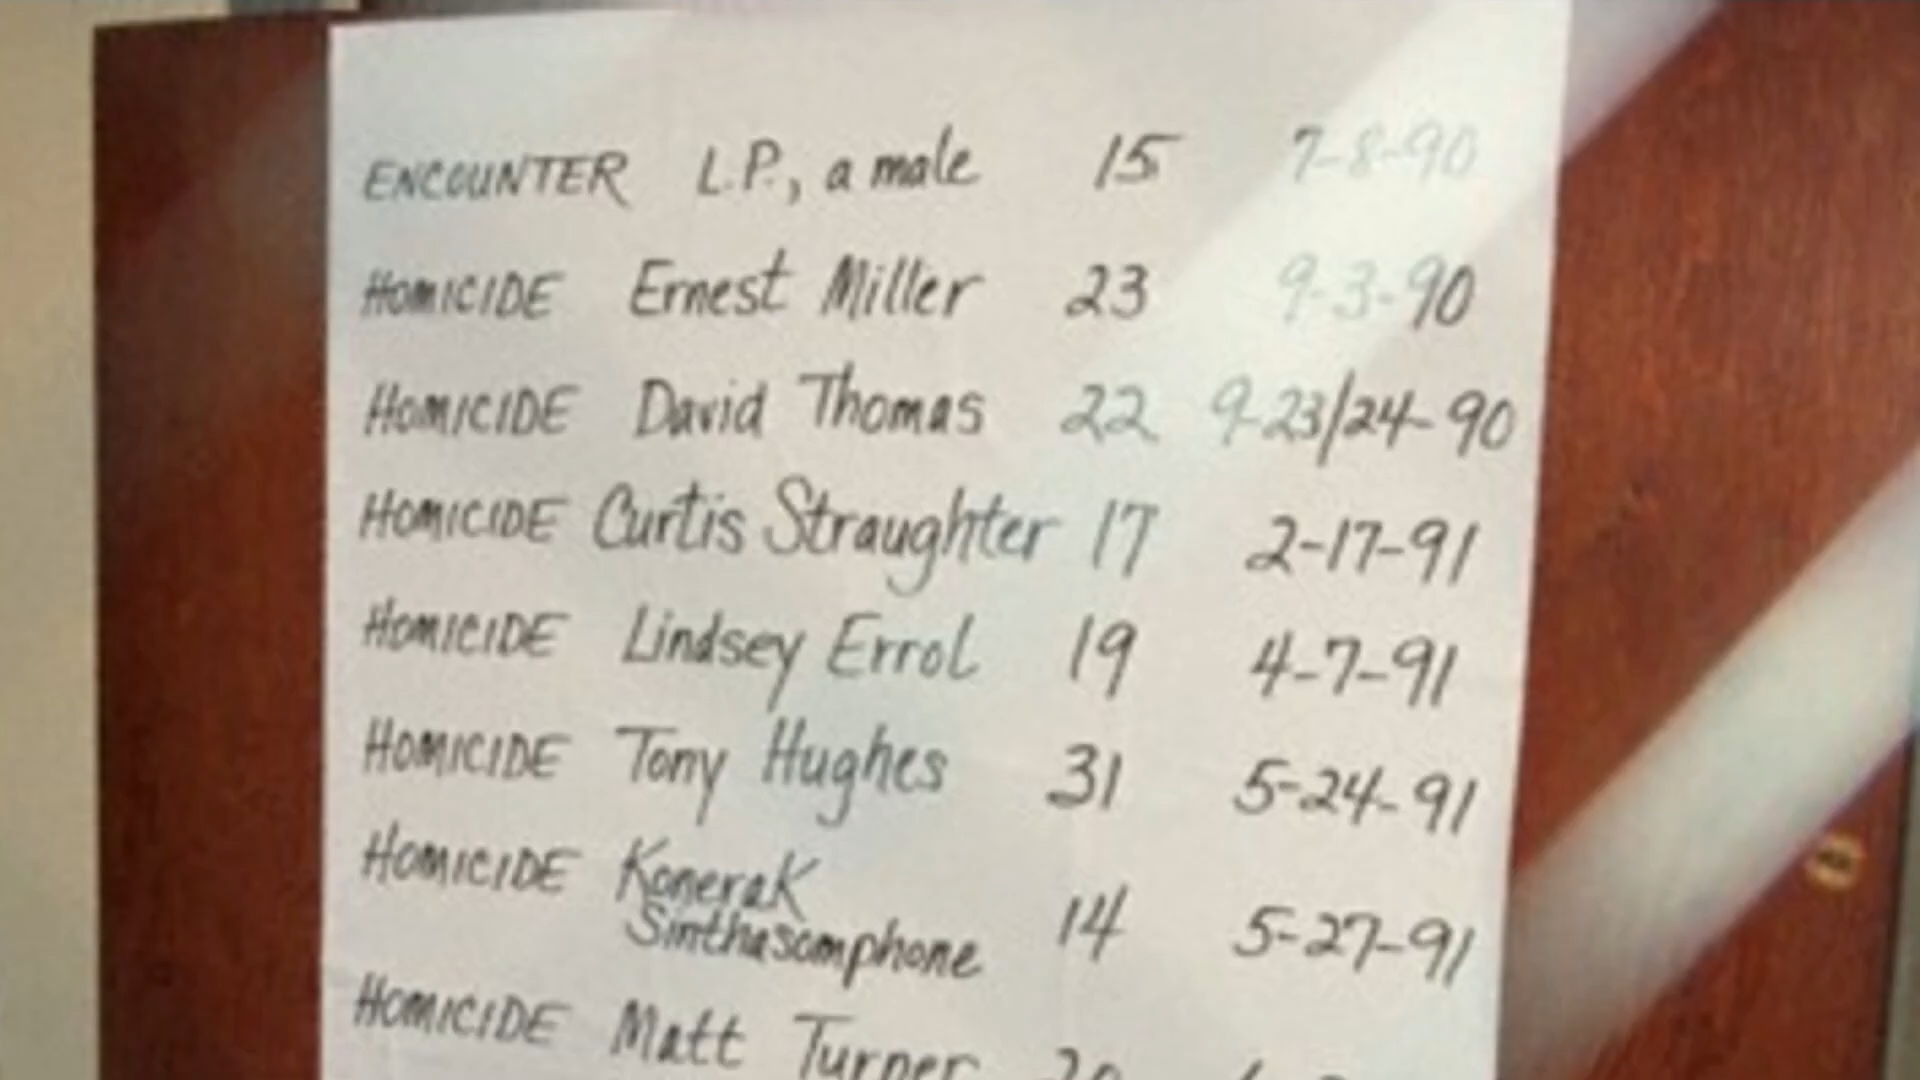 ENCOUNTER L.P., a male 15 7-8-90
HOMICIDE Ernest Miller 23 9-3-90
HOMICIDE David Thomas 22 9-23/24-90
HOMICIDE Curtis Straughter 17 2-17-91
HOMICIDE Lindsey Errol 19 4-7-91
HOMICIDE Tony Hughes 31 5-24-91
HOMICIDE Konerak
Sinthasomphone 14 5-27-91
HOMICIDE Matt Turner 20